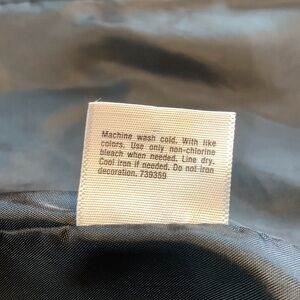 Machine wash cold. With like
colors. Use only non-chlorine
bleach when needed. Line dry.
Cool iron if needed. Do not iron
decoration. 739359